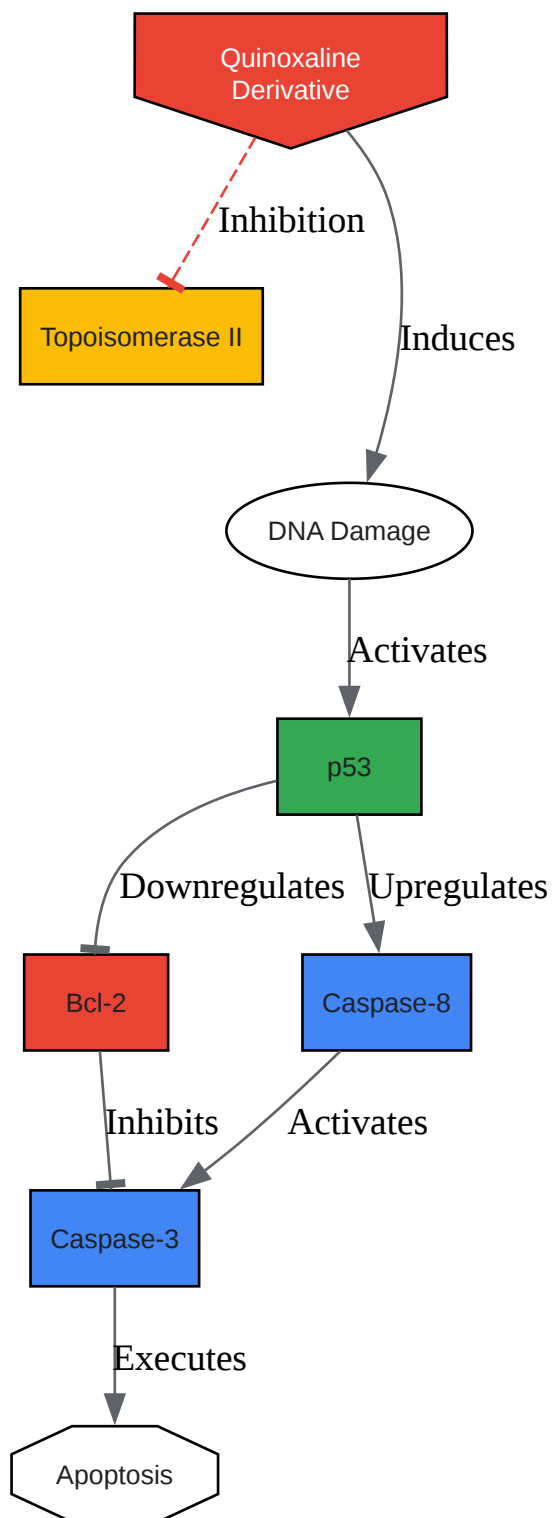 Quinoxaline
Derivative
Inhibition
Topoisomerase II
Induces
DNA Damage
Activates
p53
Downregulates
Upregulates
Bcl-2
Caspase-8
Inhibits
Activates
Caspase-3
Executes
Apoptosis